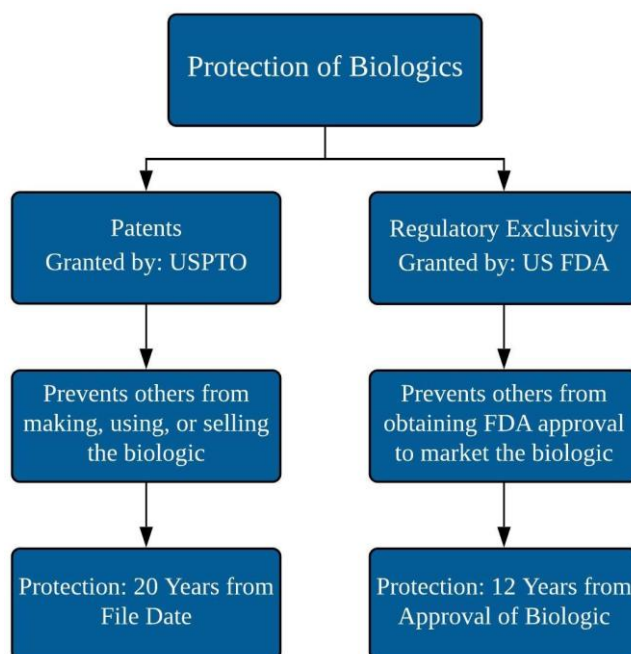 Protection of Biologics
Patents
Granted by: USPTO
Regulatory Exclusivity
Granted by: US FDA
Prevents others from
making, using, or selling
the biologic
Prevents others from
obtaining FDA approval
to market the biologic
Protection: 20 Years from
File Date
Protection: 12 Years from
Approval of Biologic